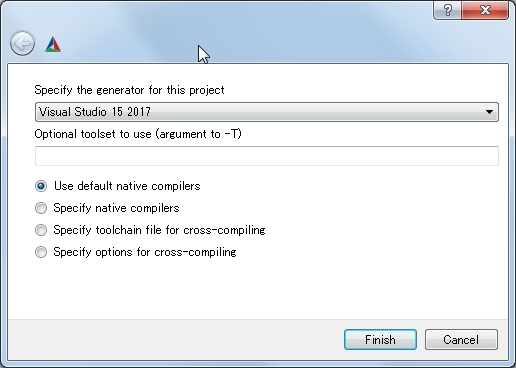 Specify the generator for this project
Visual Studio 15 2017
Optional toolset to use (argument to -T)
Use default native compilers
Specify native compilers
Specify toolchain file for cross-compiling
Specify options for cross-compiling
Finish
Cancel